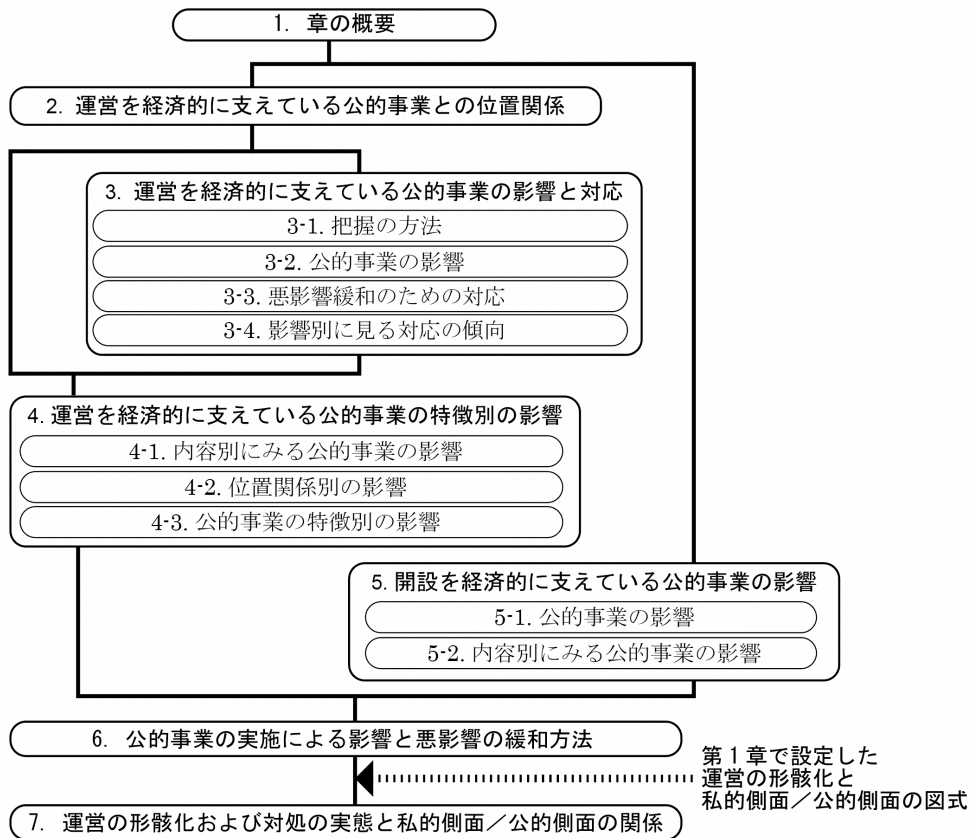 1. 章の概要
2. 運営を経済的に支えている公的事業との位置関係
3. 運営を経済的に支えている公的事業の影響と対応
3-1. 把握の方法
3-2. 公的事業の影響
3-3. 悪影響緩和のための対応
3-4. 影響別に見る対応の傾向
4. 運営を経済的に支えている公的事業の特徴別の影響
4-1. 内容別にみる公的事業の影響
4-2. 位置関係別の影響
4-3. 公的事業の特徴別の影響
5. 開設を経済的に支えている公的事業の影響
5-1. 公的事業の影響
5-2. 内容別にみる公的事業の影響
6. 公的事業の実施による影響と悪影響の緩和方法
第1章で設定した
運営の形骸化と
私的側面／公的側面の図式
7. 運営の形骸化および対処の実態と私的側面／公的側面の関係